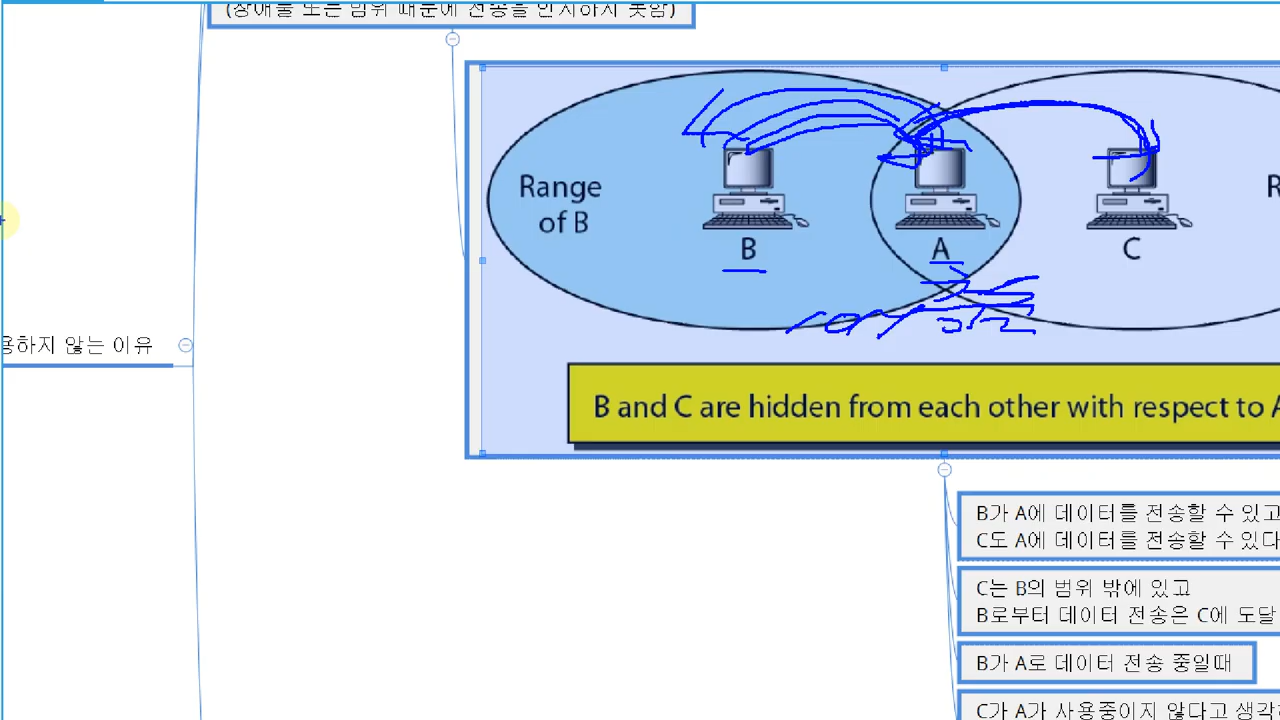 (장애물 또는 범위 때문에 전송을 인지하지 못함)
Range
of B
B
A
C
R
용하지 않는 이유
B and C are hidden from each other with respect to A
B가 A에 데이터를 전송할 수 있고
C도 A에 데이터를 전송할 수 있다
C는 B의 범위 밖에 있고
B로부터 데이터 전송은 C에 도달
B가 A로 데이터 전송 중일때
C가 A가 사용중이지 않다고 생각